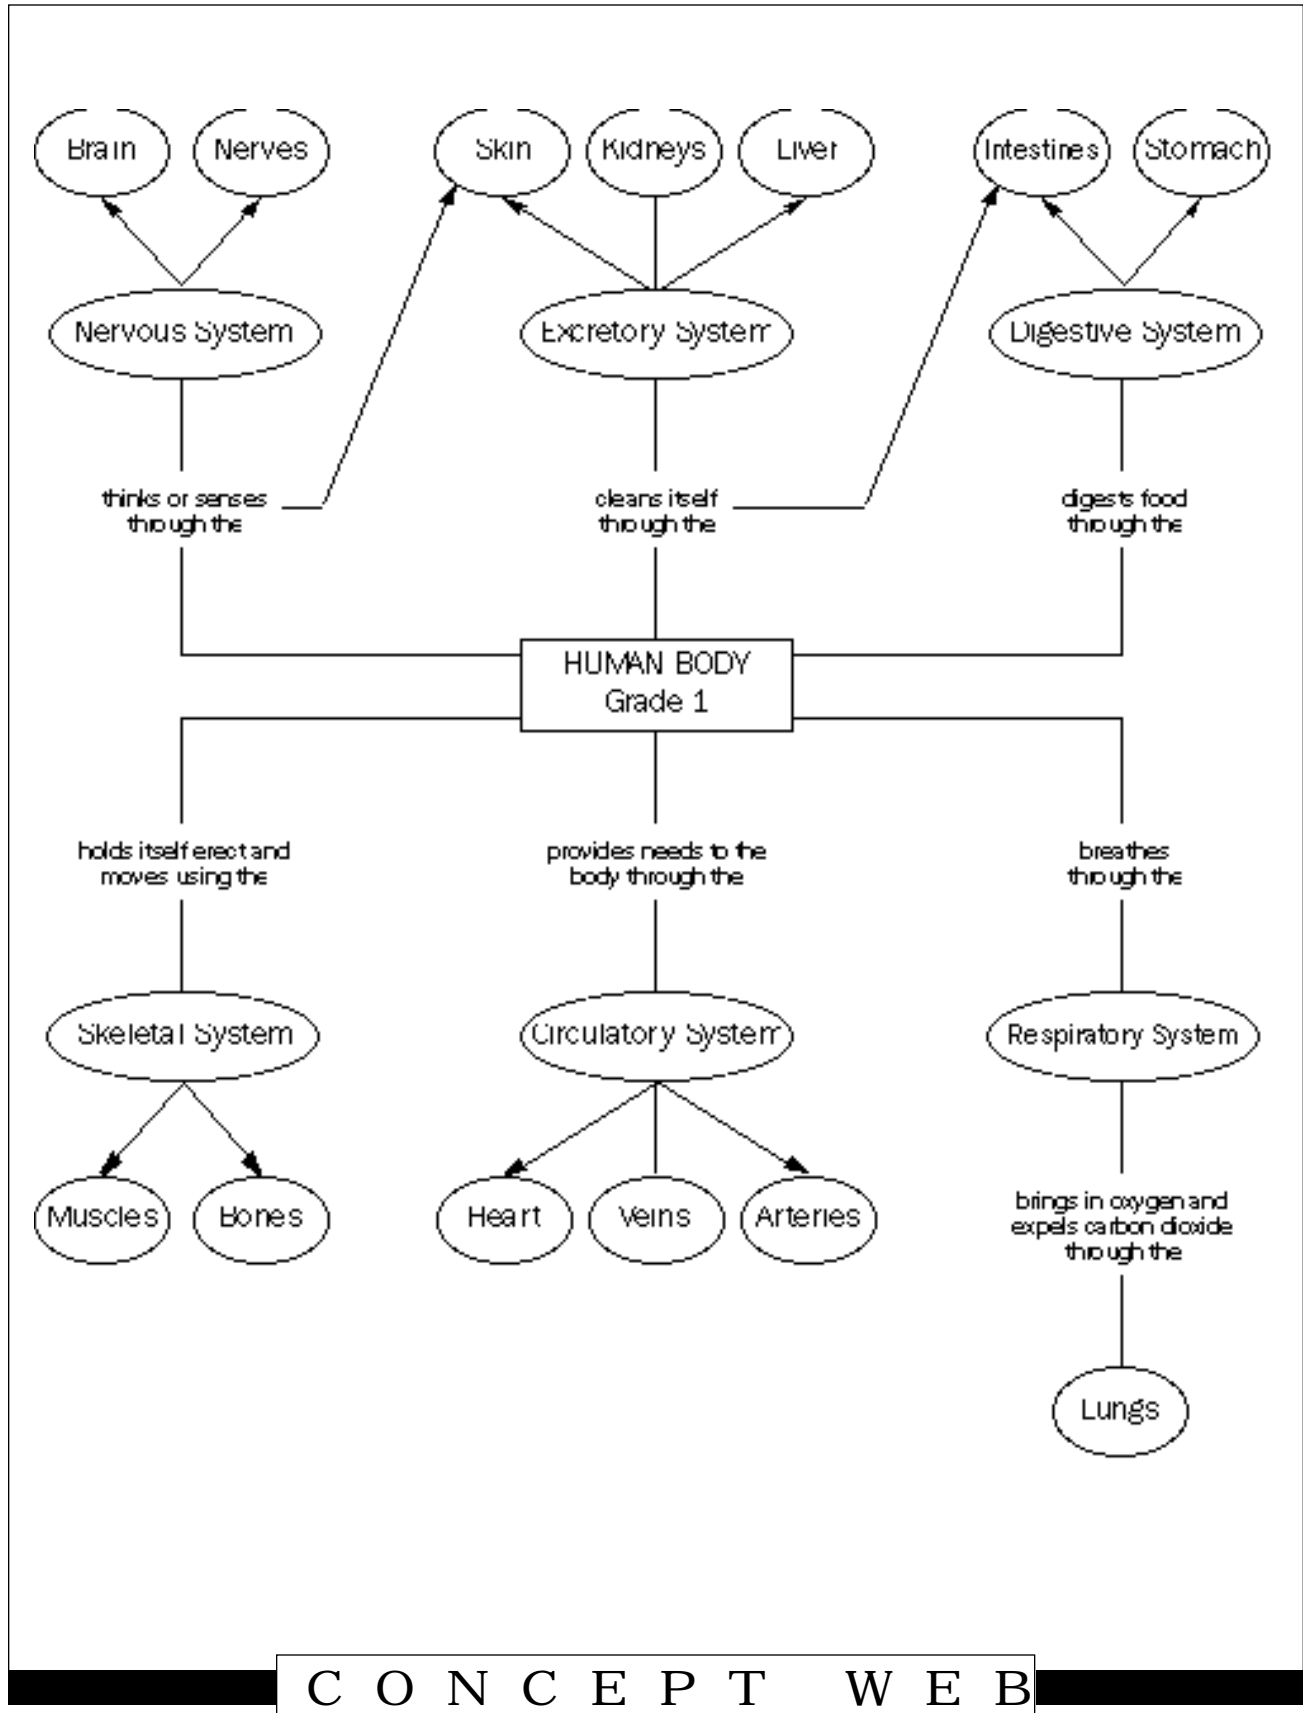 Brain
Nerves
Skin
Kidneys
Liver
Intestines
Stomach
Nervous System
Excretory System
Digestive System
thinks or senses
through the
cleans itself
through the
digests food
through the
HUMAN BODY
Grade 1
holds itself erect and
moves using the
provides needs to the
body through the
breathes
through the
Skeletal System
Circulatory System
Respiratory System
Muscles
Bones
Heart
Veins
Arteries
brings in oxygen and
expels carbon dioxide
through the
Lungs
CONCEPT WEB